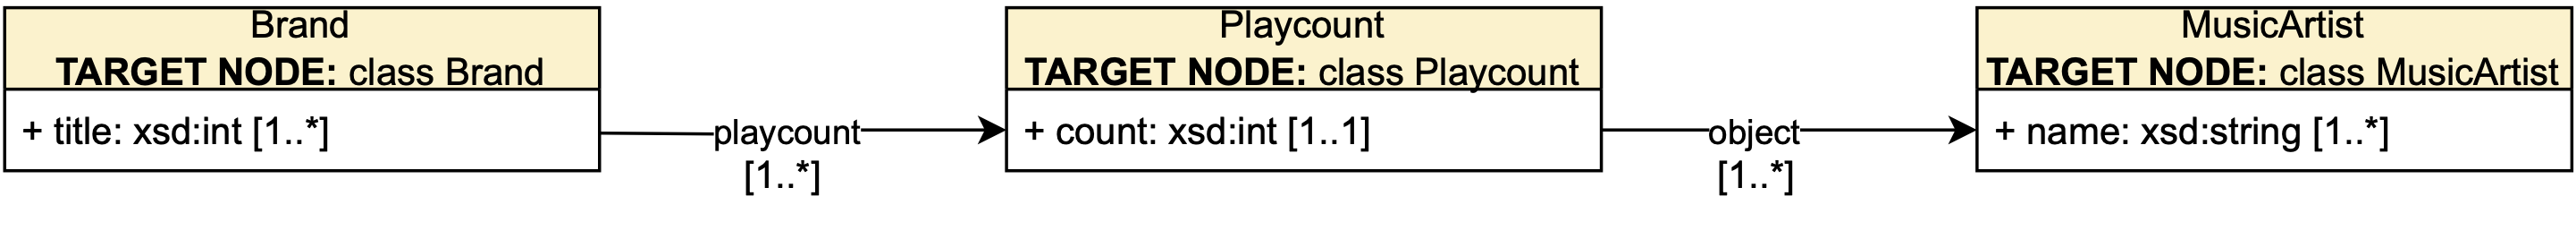 Brand
TARGET NODE: class Brand
+ title: xsd:int [1..*]
playcount
[1..*]
Playcount
TARGET NODE: class Playcount
+ count: xsd:int [1..1]
object
[1..*]
MusicArtist
TARGET NODE: class MusicArtist
+ name: xsd:string [1..*]